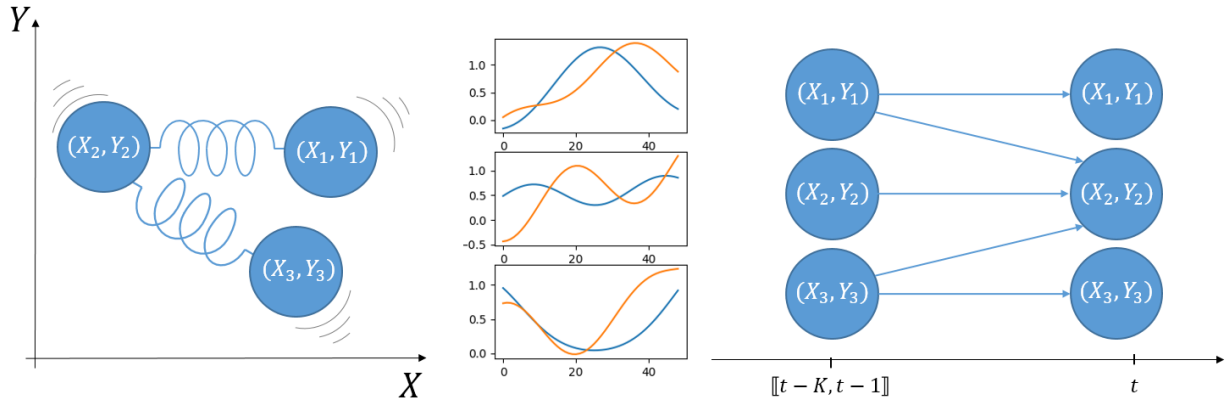 Y
(X₂, Y₂)
(X₁, Y₁)
(X₃, Y₃)
X
1.0
0.5
0.0
0 20 40
1.0
0.5
0.0
−0.5
0 20 40
1.0
0.5
0.0
0 20 40
(X₁, Y₁) (X₁, Y₁)
(X₂, Y₂) (X₂, Y₂)
(X₃, Y₃) (X₃, Y₃)
⟦t − K, t − 1⟧ t